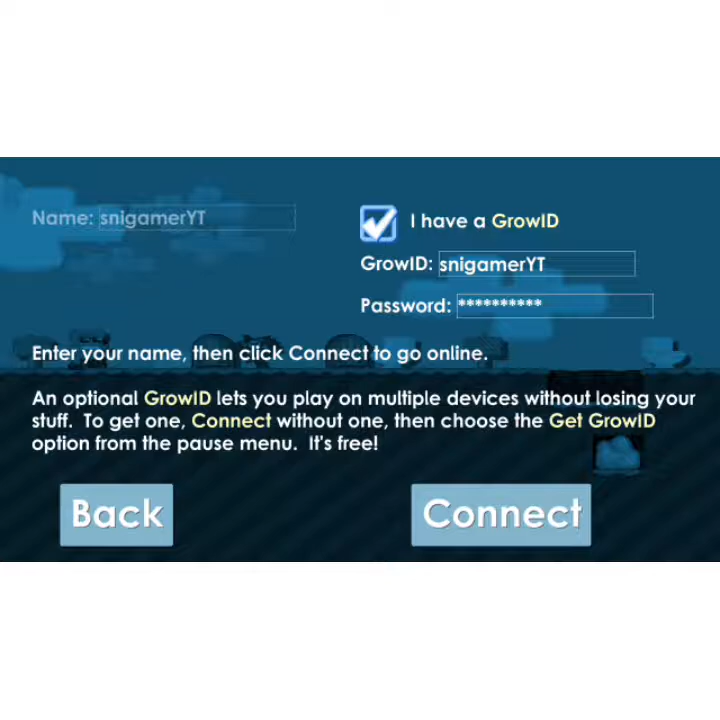 Name: snigamerYT
I have a GrowID
GrowID: snigamerYT
Password: **********
Enter your name, then click Connect to go online.
An optional GrowID lets you play on multiple devices without losing your
stuff.  To get one, Connect without one, then choose the Get GrowID
option from the pause menu.  It's free!
Back
Connect